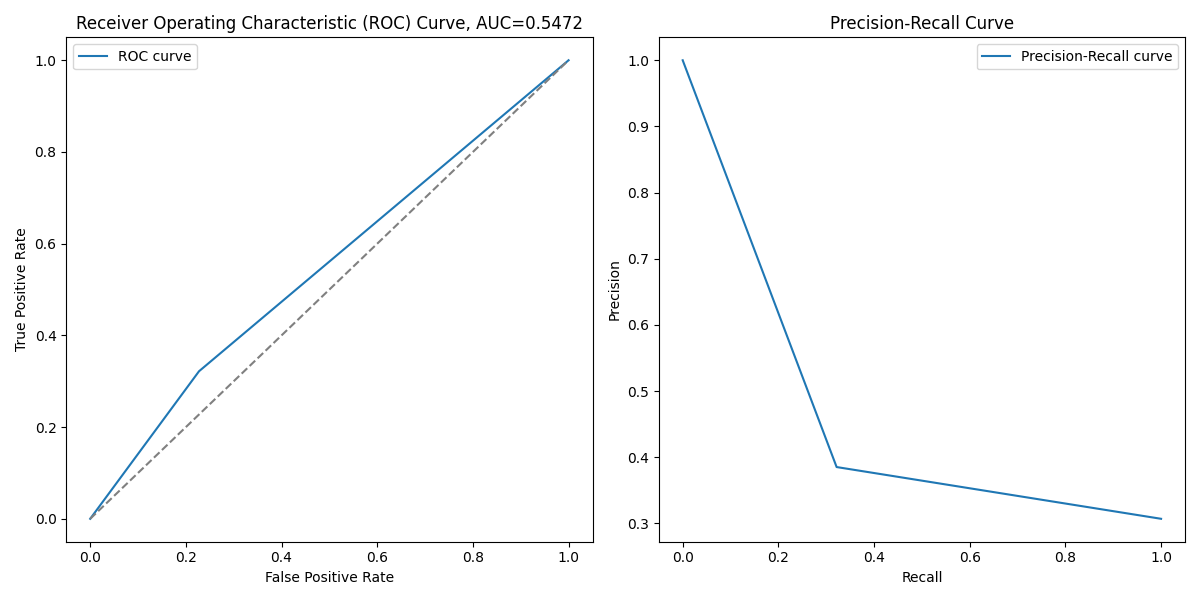 Receiver Operating Characteristic (ROC) Curve, AUC=0.5472
ROC curve
1.0
0.8
0.6
0.4
0.2
0.0
True Positive Rate
0.0 0.2 0.4 0.6 0.8 1.0
False Positive Rate
Precision-Recall Curve
Precision-Recall curve
1.0
0.9
0.8
0.7
0.6
0.5
0.4
0.3
Precision
0.0 0.2 0.4 0.6 0.8 1.0
Recall